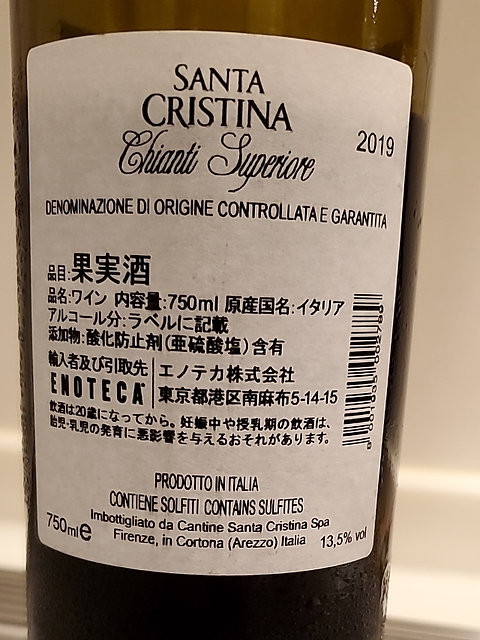 SANTA
CRISTINA
Chianti Superiore
2019
DENOMINAZIONE DI ORIGINE CONTROLLATA E GARANTITA
品目:果実酒
品名:ワイン 内容量:750ml 原産国名:イタリア
アルコール分:ラベルに記載
添加物:酸化防止剤(亜硫酸塩)含有
輸入者及び引取先 エノテカ株式会社
ENOTECA 東京都港区南麻布5-14-15
飲酒は20歳になってから。妊娠中や授乳期の飲酒は、
胎児・乳児の発育に悪影響を与えるおそれがあります。
PRODOTTO IN ITALIA
CONTIENE SOLFITI CONTAINS SULFITES
Imbottigliato da Cantine Santa Cristina Spa
Firenze, in Cortona (Arezzo) Italia
750ml e
13,5% vol